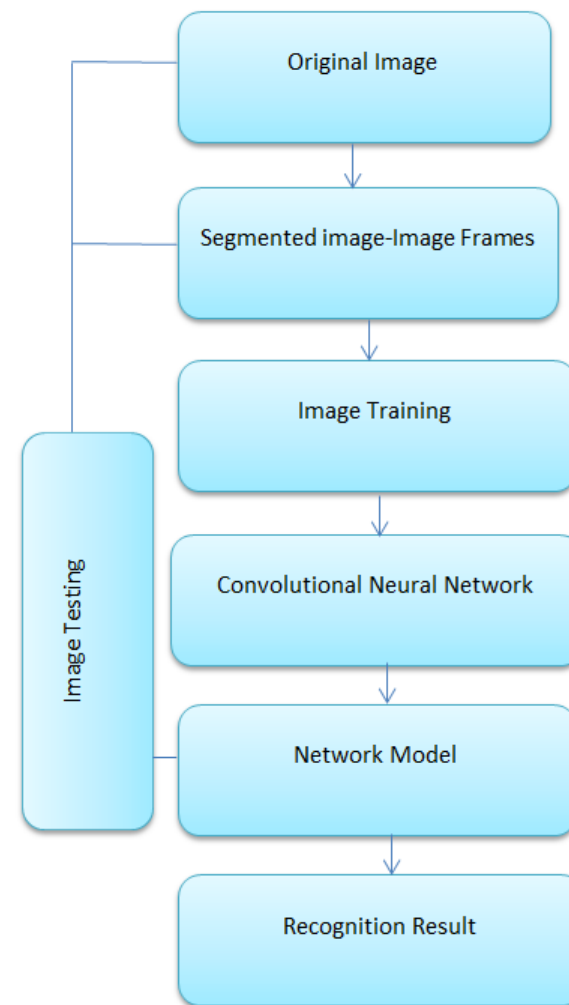 Original Image
Segmented image-Image Frames
Image Training
Convolutional Neural Network
Image Testing
Network Model
Recognition Result